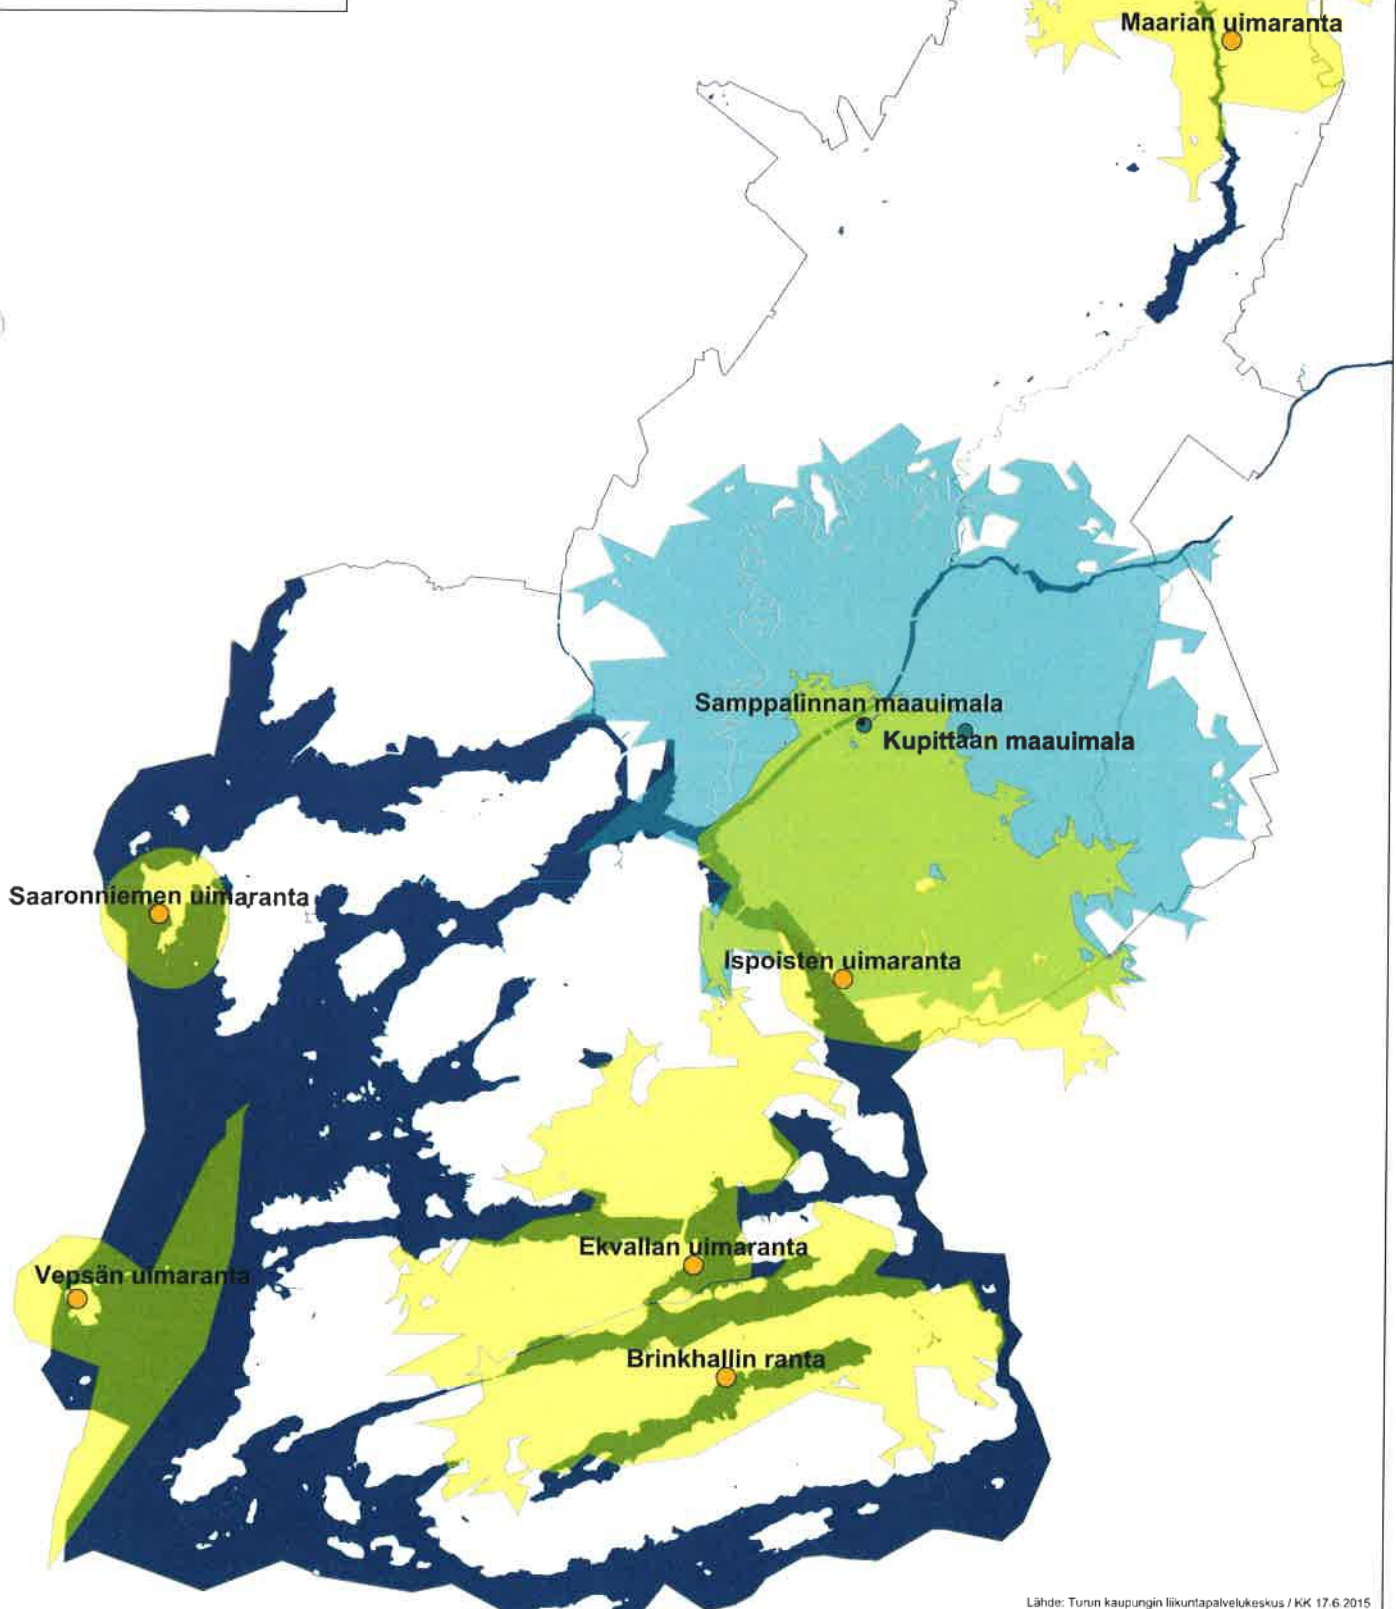 Maarian uimaranta
Samppalinnan maauimala
Kupittaan maauimala
Saaronniemen uimaranta
Ispoisten uimaranta
Ekvallan uimaranta
Vepsän uimaranta
Brinkhallin ranta
Lähde: Turun kaupungin liikuntapalvelukeskus / KK 17.6.2015